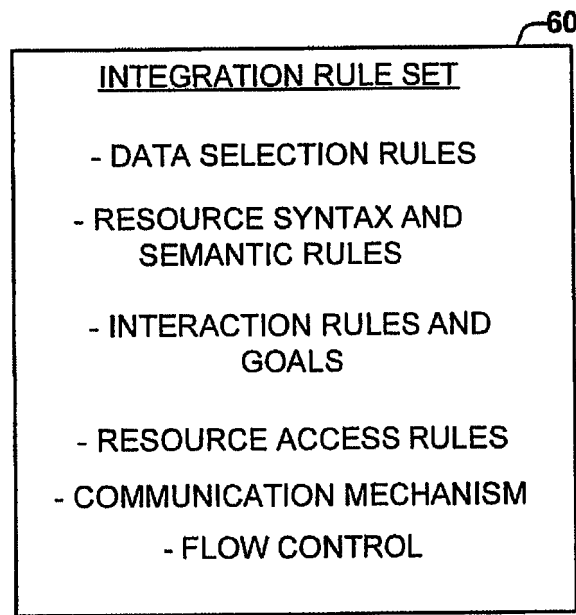 60
INTEGRATION RULE SET
- DATA SELECTION RULES
- RESOURCE SYNTAX AND
SEMANTIC RULES
- INTERACTION RULES AND
GOALS
- RESOURCE ACCESS RULES
- COMMUNICATION MECHANISM
- FLOW CONTROL